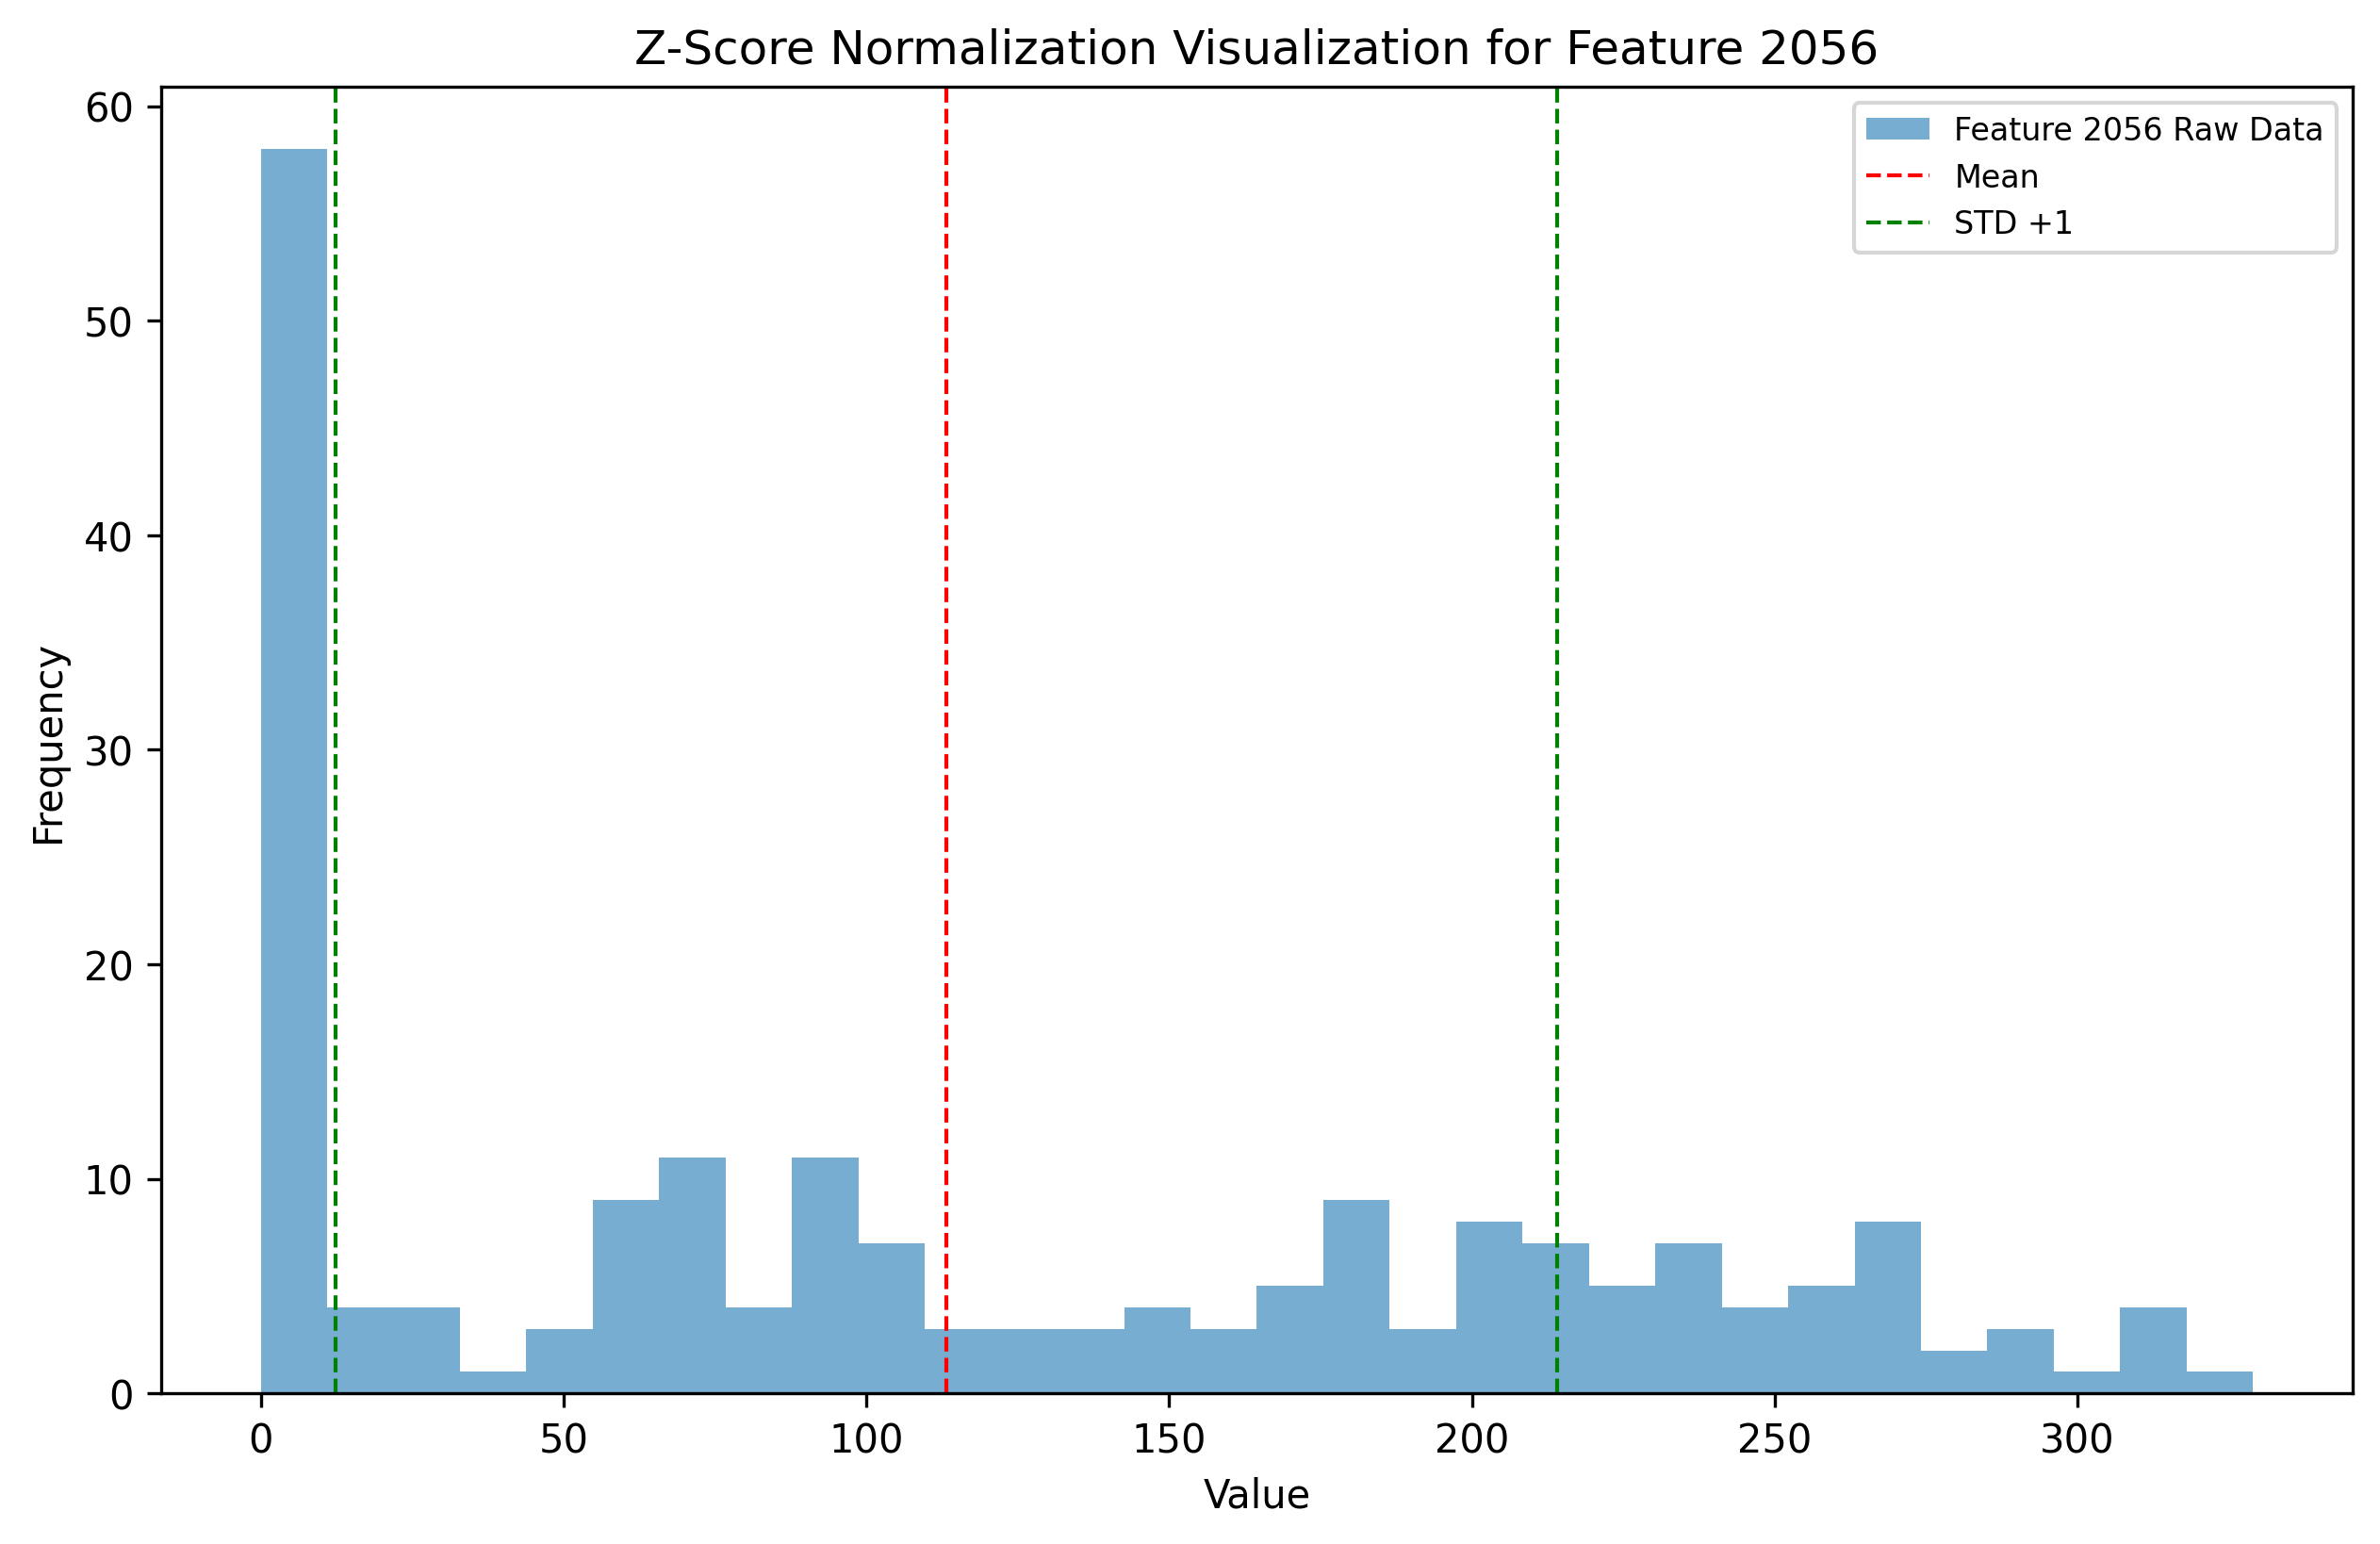 Z-Score Normalization Visualization for Feature 2056
Feature 2056 Raw Data
Mean
STD +1
60
50
40
30
20
10
0
Frequency
0 50 100 150 200 250 300
Value